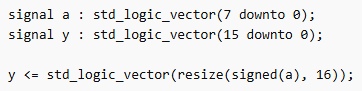 signal a : std_logic_vector(7 downto 0);
signal y : std_logic_vector(15 downto 0);
y <= std_logic_vector(resize(signed(a), 16));